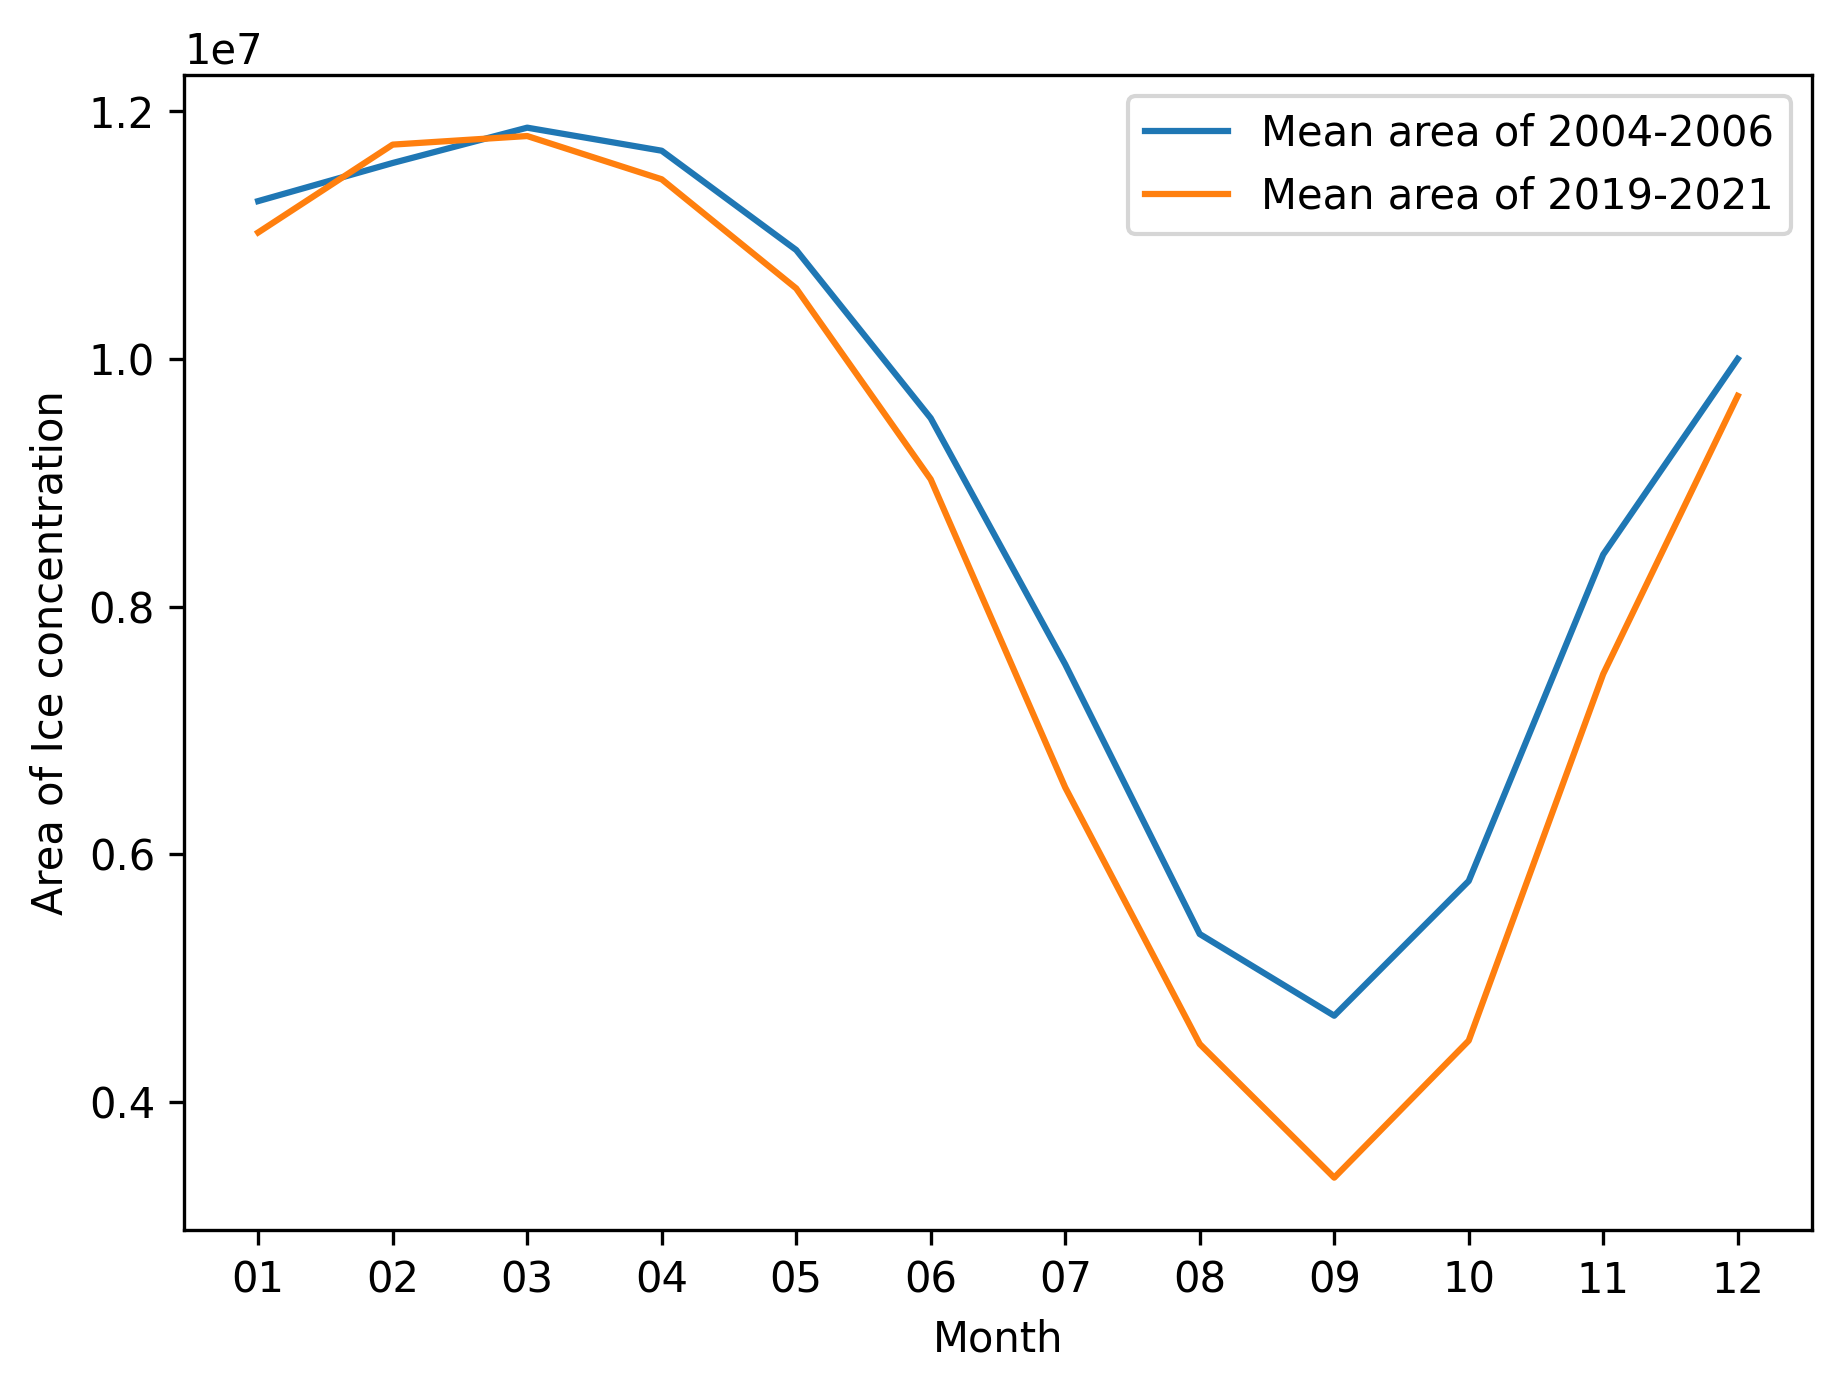 1e7
1.2
1.0
0.8
0.6
0.4
Area of Ice concentration
Mean area of 2004-2006
Mean area of 2019-2021
01 02 03 04 05 06 07 08 09 10 11 12
Month